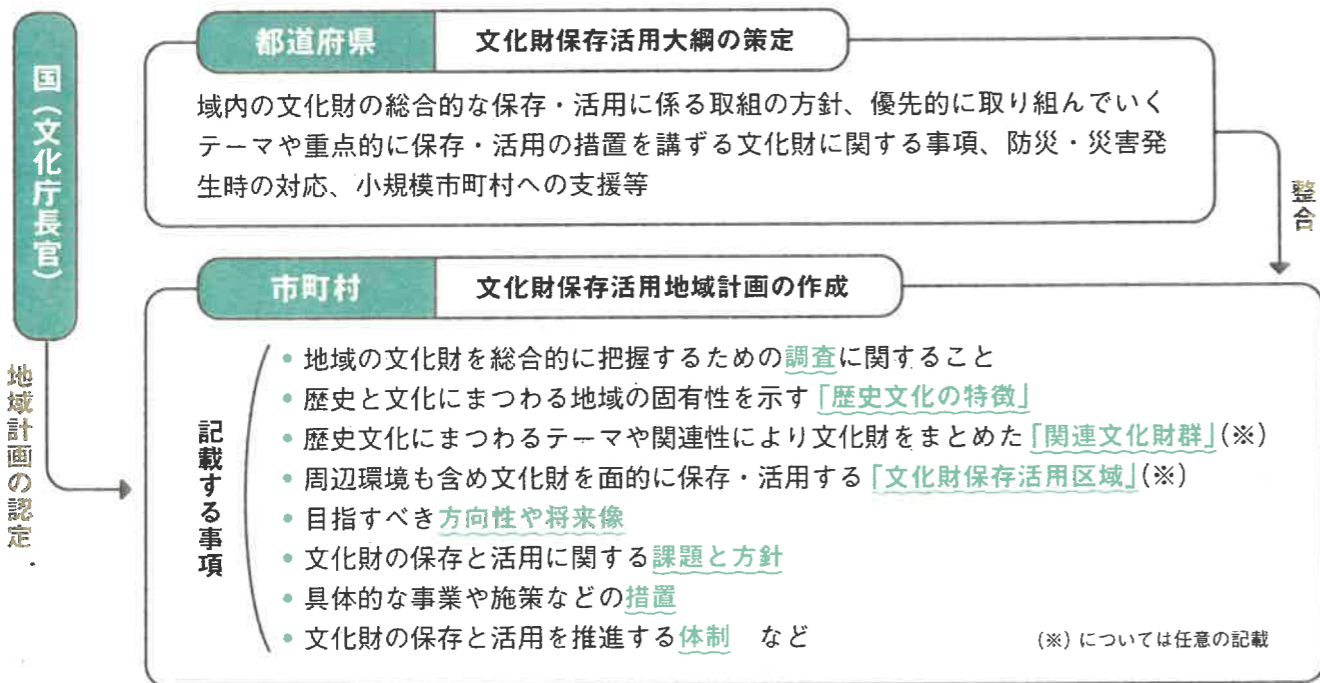 国（文化庁長官）
都道府県
文化財保存活用大綱の策定
域内の文化財の総合的な保存・活用に係る取組の方針、優先的に取り組んでいく
テーマや重点的に保存・活用の措置を講ずる文化財に関する事項、防災・災害発
生時の対応、小規模市町村への支援等
整合
市町村
文化財保存活用地域計画の作成
地域計画の認定
記載する事項
• 地域の文化財を総合的に把握するための調査に関すること
• 歴史と文化にまつわる地域の固有性を示す「歴史文化の特徴」
• 歴史文化にまつわるテーマや関連性により文化財をまとめた「関連文化財群」(※)
• 周辺環境も含め文化財を面的に保存・活用する「文化財保存活用区域」(※)
• 目指すべき方向性や将来像
• 文化財の保存と活用に関する課題と方針
• 具体的な事業や施策などの措置
• 文化財の保存と活用を推進する体制　など
(※) については任意の記載